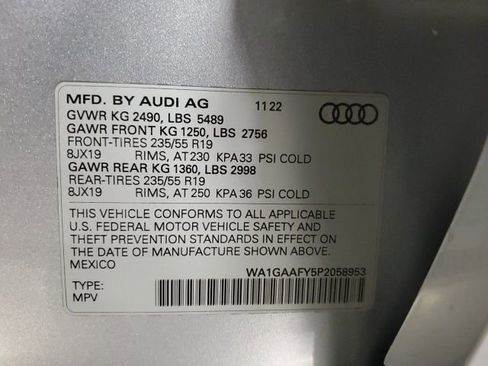 MFD. BY AUDI AG 11 22
GVWR KG 2490, LBS 5489
GAWR FRONT KG 1250, LBS 2756
FRONT-TIRES 235/55 R19
8JX19 RIMS, AT 230 KPA 33 PSI COLD
GAWR REAR KG 1360, LBS 2998
REAR-TIRES 235/55 R19
8JX19 RIMS, AT 250 KPA 36 PSI COLD
THIS VEHICLE CONFORMS TO ALL APPLICABLE
U.S. FEDERAL MOTOR VEHICLE SAFETY AND
THEFT PREVENTION STANDARDS IN EFFECT ON
THE DATE OF MANUFACTURE SHOWN ABOVE.
MEXICO WA1GAAFY5P2058953
TYPE:
MPV